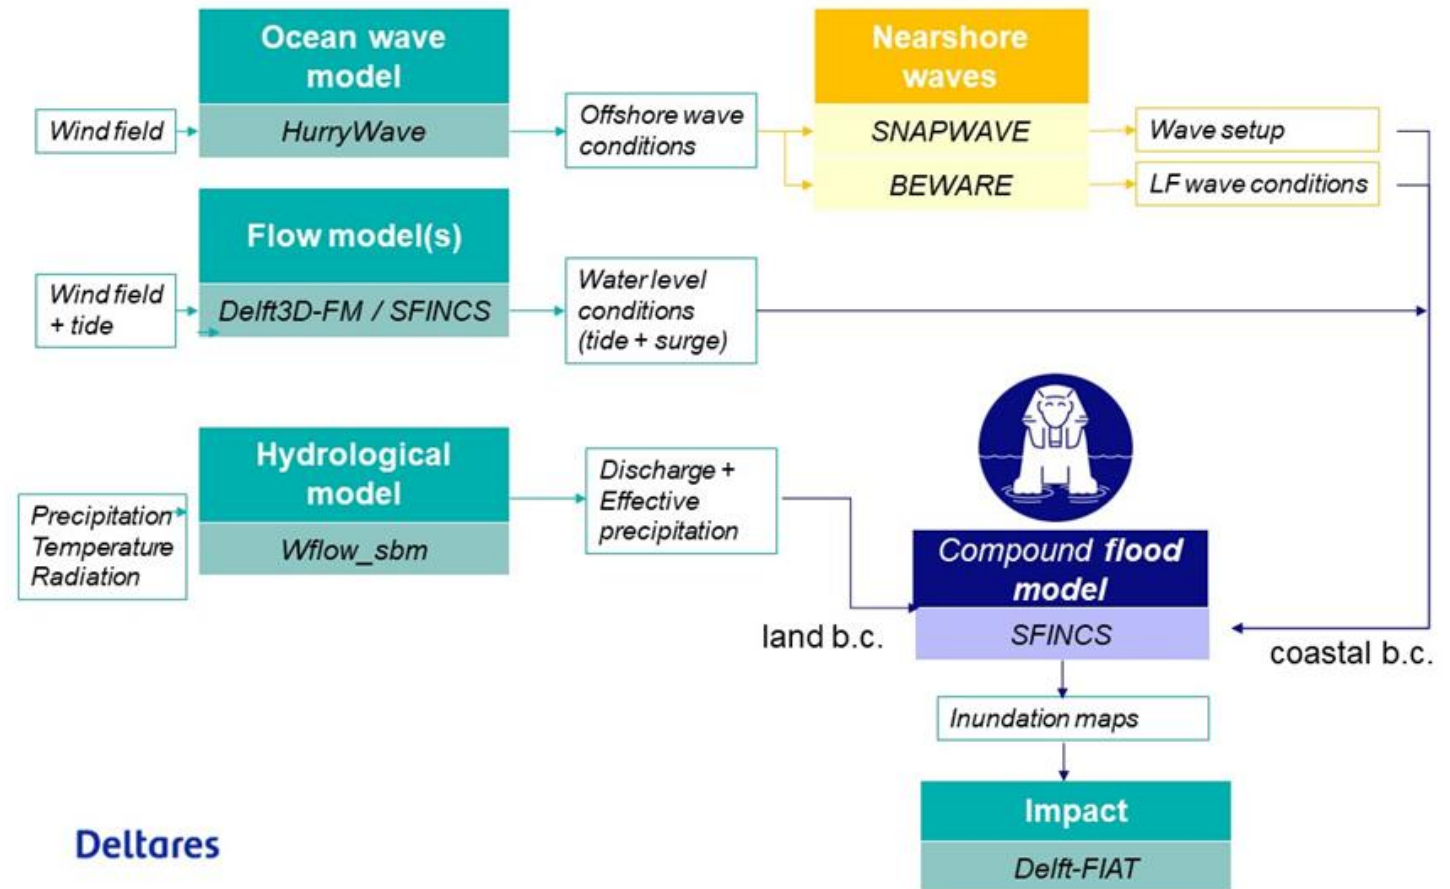 Ocean wave
model
HurryWave
Wind field
Offshore wave
conditions
Nearshore
waves
SNAPWAVE
BEWARE
Wave setup
LF wave conditions
Flow model(s)
Delft3D-FM / SFINCS
Wind field
+ tide
Water level
conditions
(tide + surge)
Hydrological
model
Wflow_sbm
Precipitation
Temperature
Radiation
Discharge +
Effective
precipitation
Compound flood
model
SFINCS
land b.c.
coastal b.c.
Inundation maps
Impact
Delft-FIAT
Deltares